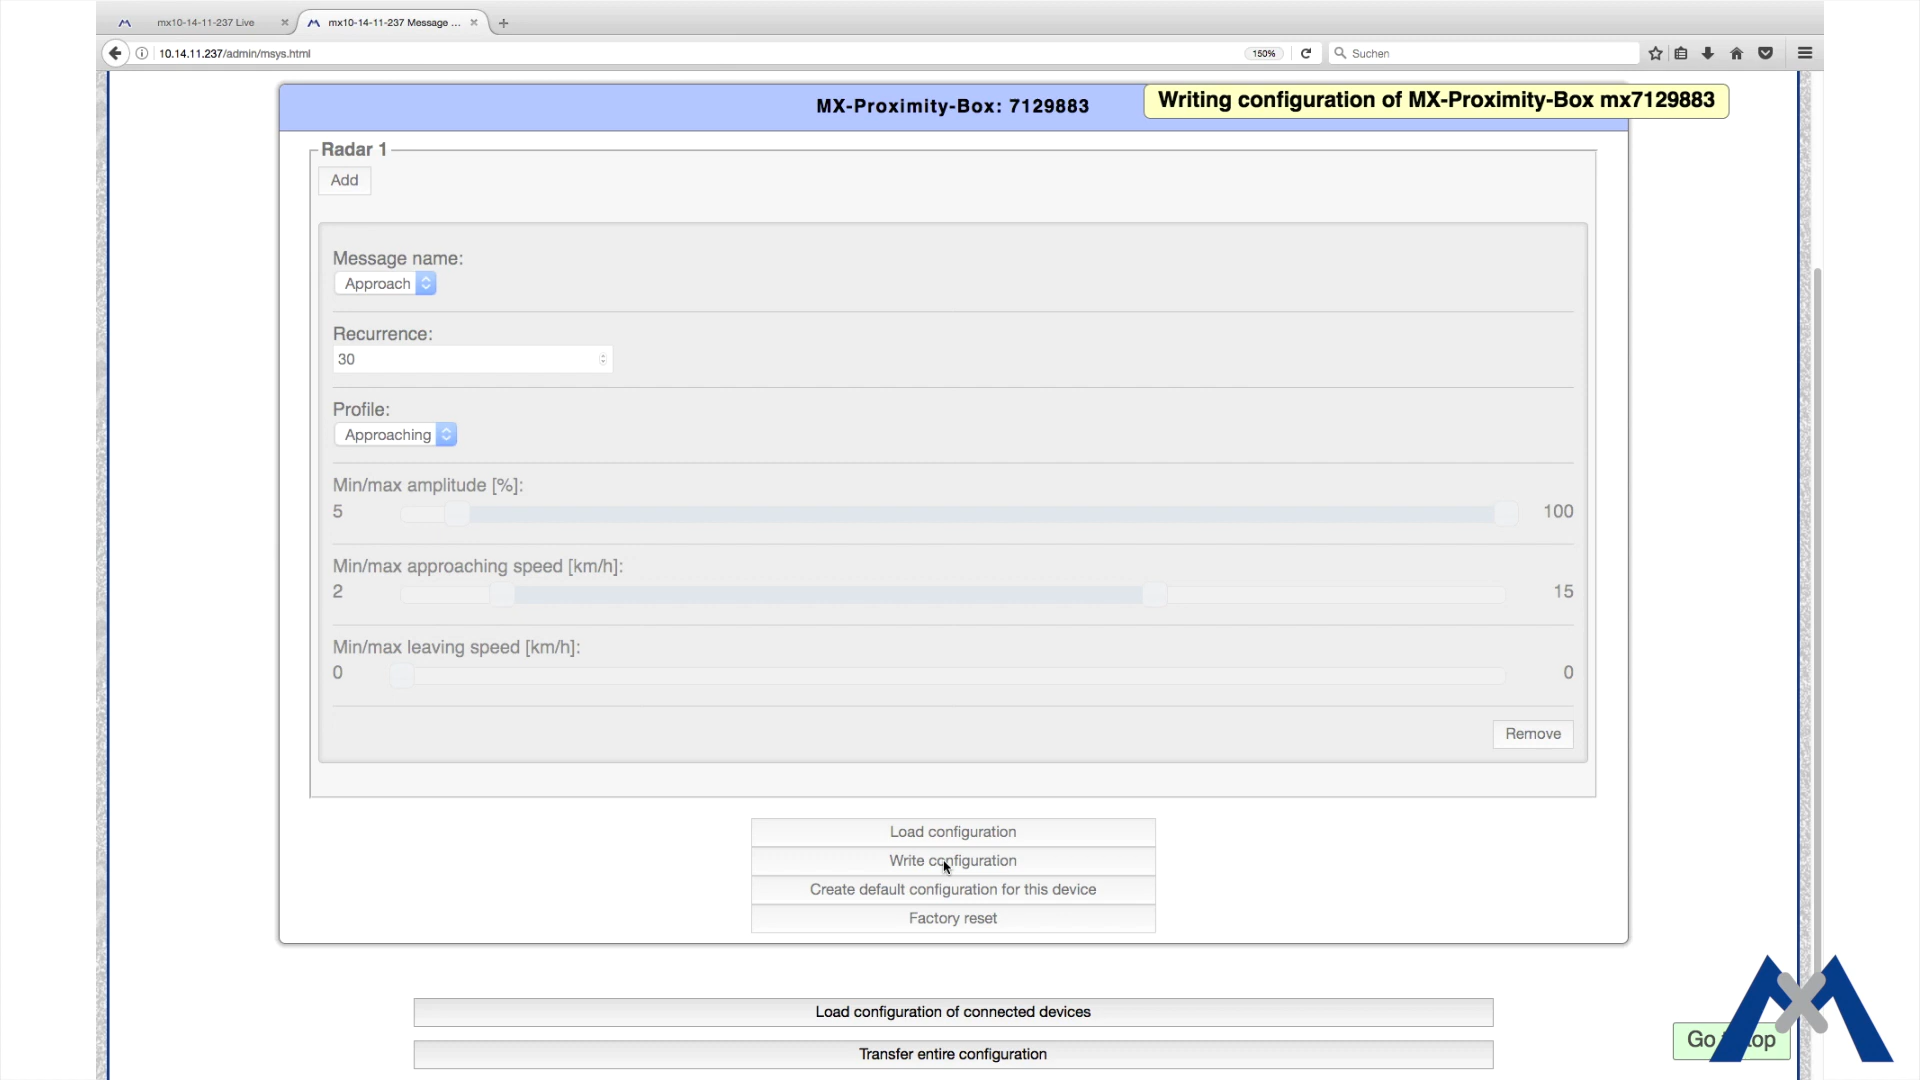 mx10-14-11-237 Live
mx10-14-11-237 Message ...
10.14.11.237/admin/msys.html
150%
Suchen
MX-Proximity-Box: 7129883
Writing configuration of MX-Proximity-Box mx7129883
Radar 1
Add
Message name:
Approach
Recurrence:
30
Profile:
Approaching
Min/max amplitude [%]:
5
100
Min/max approaching speed [km/h]:
2
15
Min/max leaving speed [km/h]:
0
0
Remove
Load configuration
Write configuration
Create default configuration for this device
Factory reset
Load configuration of connected devices
Transfer entire configuration
Go